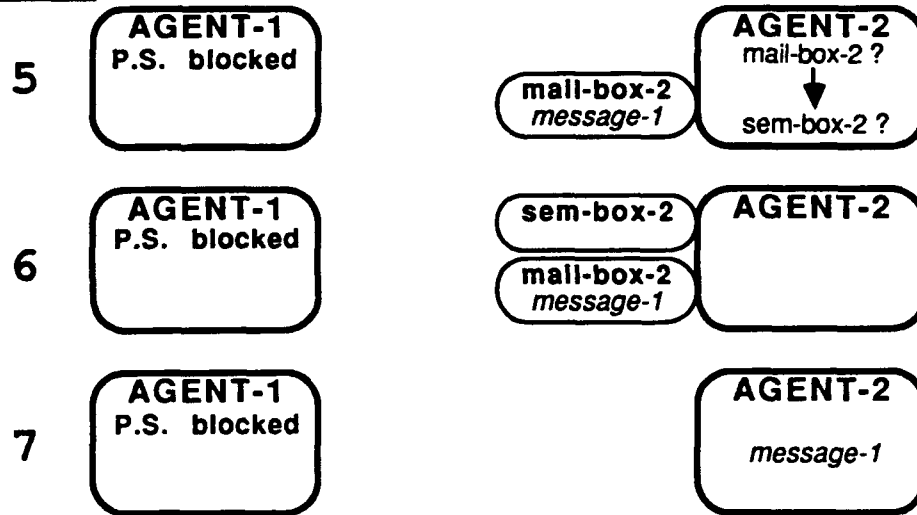 5
AGENT-1
P.S. blocked
mail-box-2
message-1
AGENT-2
mail-box-2 ?
sem-box-2 ?
6
AGENT-1
P.S. blocked
sem-box-2
mail-box-2
message-1
AGENT-2
7
AGENT-1
P.S. blocked
AGENT-2
message-1